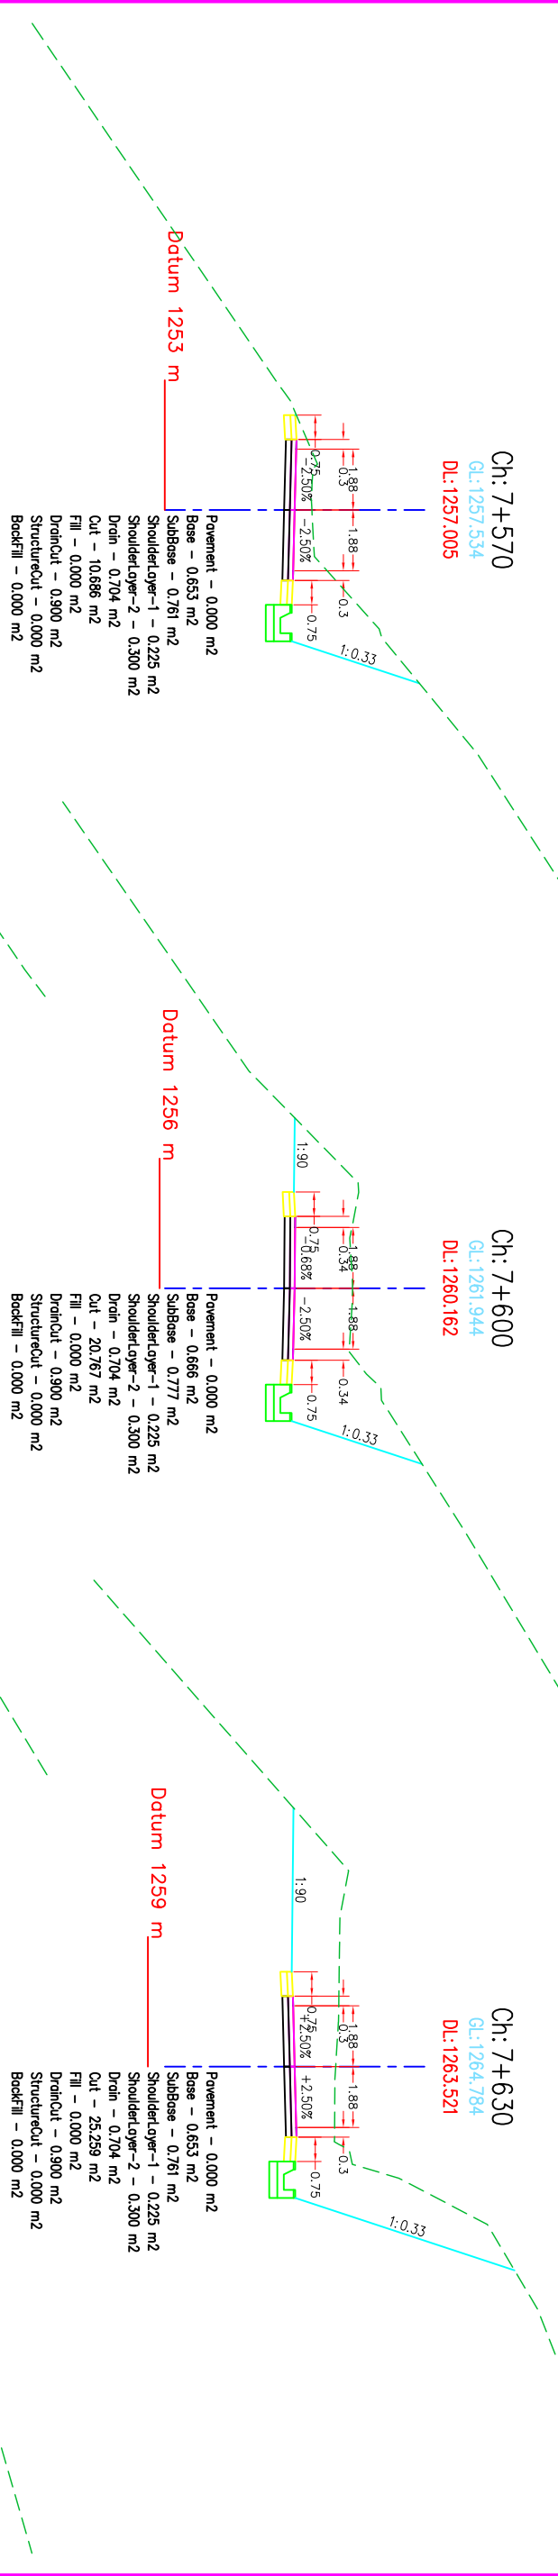 Ch: 7+570
GL:1257.534
DL:1257.005
1.88
1.88
0.3
0.3
0.75
0.75
-2.50%
-2.50%
1:0.33
Datum 1253 m
Pavement - 0.000 m2
Base - 0.653 m2
SubBase - 0.761 m2
ShoulderLayer-1 - 0.225 m2
ShoulderLayer-2 - 0.300 m2
Drain - 0.704 m2
Cut - 10.686 m2
Fill - 0.000 m2
DrainCut - 0.900 m2
StructureCut - 0.000 m2
BackFill - 0.000 m2
Ch: 7+600
GL:1261.944
DL:1260.162
1.88
1.88
0.34
0.34
0.75
0.75
-0.68%
-2.50%
1:90
1:0.33
Datum 1256 m
Pavement - 0.000 m2
Base - 0.666 m2
SubBase - 0.777 m2
ShoulderLayer-1 - 0.225 m2
ShoulderLayer-2 - 0.300 m2
Drain - 0.704 m2
Cut - 20.767 m2
Fill - 0.000 m2
DrainCut - 0.900 m2
StructureCut - 0.000 m2
BackFill - 0.000 m2
Ch: 7+630
GL:1264.784
DL:1263.521
1.88
1.88
0.3
0.3
0.75
0.75
+2.50%
+2.50%
1:90
1:0.33
Datum 1259 m
Pavement - 0.000 m2
Base - 0.653 m2
SubBase - 0.761 m2
ShoulderLayer-1 - 0.225 m2
ShoulderLayer-2 - 0.300 m2
Drain - 0.704 m2
Cut - 25.259 m2
Fill - 0.000 m2
DrainCut - 0.900 m2
StructureCut - 0.000 m2
BackFill - 0.000 m2